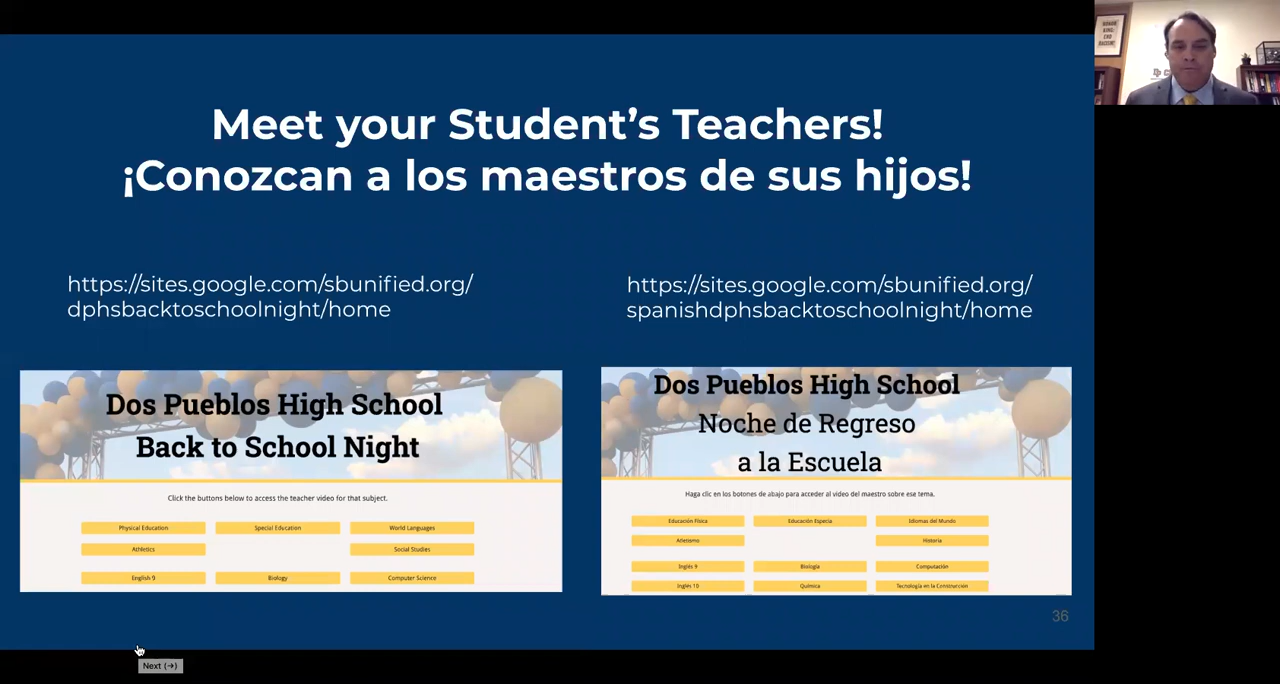 Meet your Student’s Teachers!
¡Conozcan a los maestros de sus hijos!
https://sites.google.com/sbunified.org/
dphsbacktoschoolnight/home
https://sites.google.com/sbunified.org/
spanishdphsbacktoschoolnight/home
Dos Pueblos High School
Back to School Night
Click the buttons below to access the teacher video for that subject.
Physical Education
Special Education
World Languages
Athletics
Social Studies
English 9
Biology
Computer Science
Dos Pueblos High School
Noche de Regreso
a la Escuela
Haga clic en los botones de abajo para acceder al video del maestro sobre ese tema.
Educación Física
Educación Especia
Idiomas del Mundo
Atletismo
Historia
Inglés 9
Biología
Computación
Inglés 10
Química
Tecnología en la Construcción
36
Next (→)